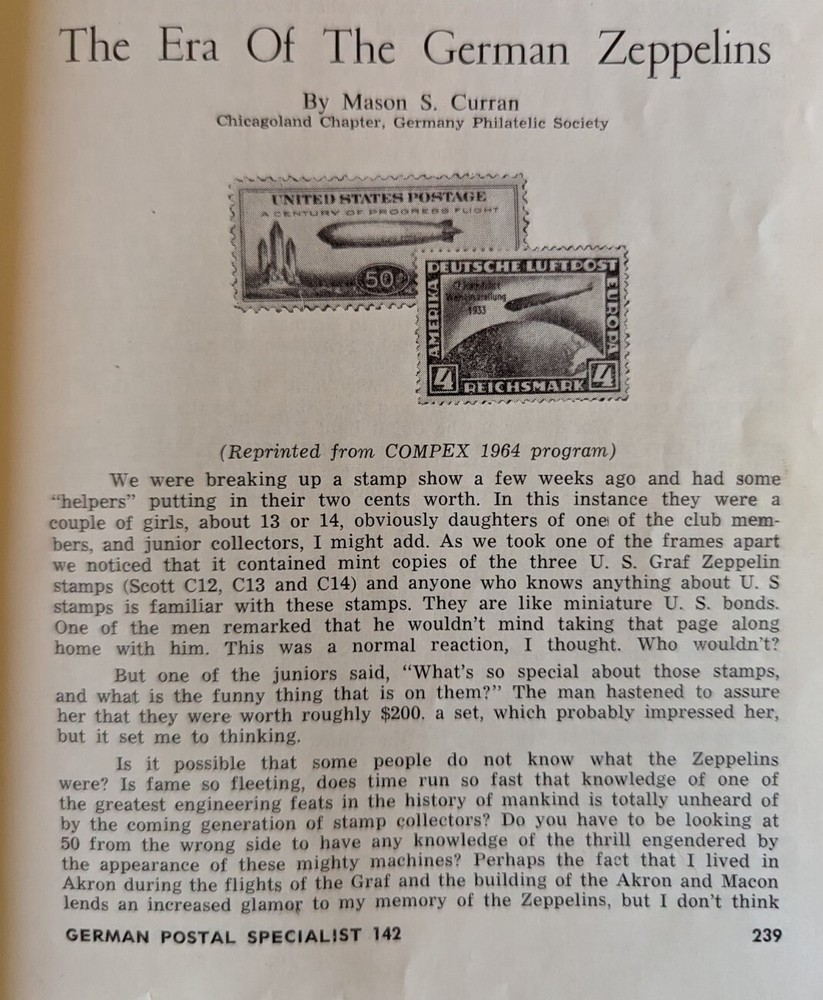 The Era Of The German Zeppelins
By Mason S. Curran
Chicagoland Chapter, Germany Philatelic Society
UNITED STATES POSTAGE
A CENTURY OF PROGRESS FLIGHT
50¢
DEUTSCHE LUFTPOST
AMERIKA
EUROPA
Weltausstellung
1933
4
REICHSMARK
4
(Reprinted from COMPEX 1964 program)
We were breaking up a stamp show a few weeks ago and had some
"helpers" putting in their two cents worth. In this instance they were a
couple of girls, about 13 or 14, obviously daughters of one of the club mem-
bers, and junior collectors, I might add. As we took one of the frames apart
we noticed that it contained mint copies of the three U. S. Graf Zeppelin
stamps (Scott C12, C13 and C14) and anyone who knows anything about U. S
stamps is familiar with these stamps. They are like miniature U. S. bonds.
One of the men remarked that he wouldn't mind taking that page along
home with him. This was a normal reaction, I thought. Who wouldn't?
But one of the juniors said, "What's so special about those stamps,
and what is the funny thing that is on them?" The man hastened to assure
her that they were worth roughly $200. a set, which probably impressed her,
but it set me to thinking.
Is it possible that some people do not know what the Zeppelins
were? Is fame so fleeting, does time run so fast that knowledge of one of
the greatest engineering feats in the history of mankind is totally unheard of
by the coming generation of stamp collectors? Do you have to be looking at
50 from the wrong side to have any knowledge of the thrill engendered by
the appearance of these mighty machines? Perhaps the fact that I lived in
Akron during the flights of the Graf and the building of the Akron and Macon
lends an increased glamor to my memory of the Zeppelins, but I don't think
GERMAN POSTAL SPECIALIST 142
239